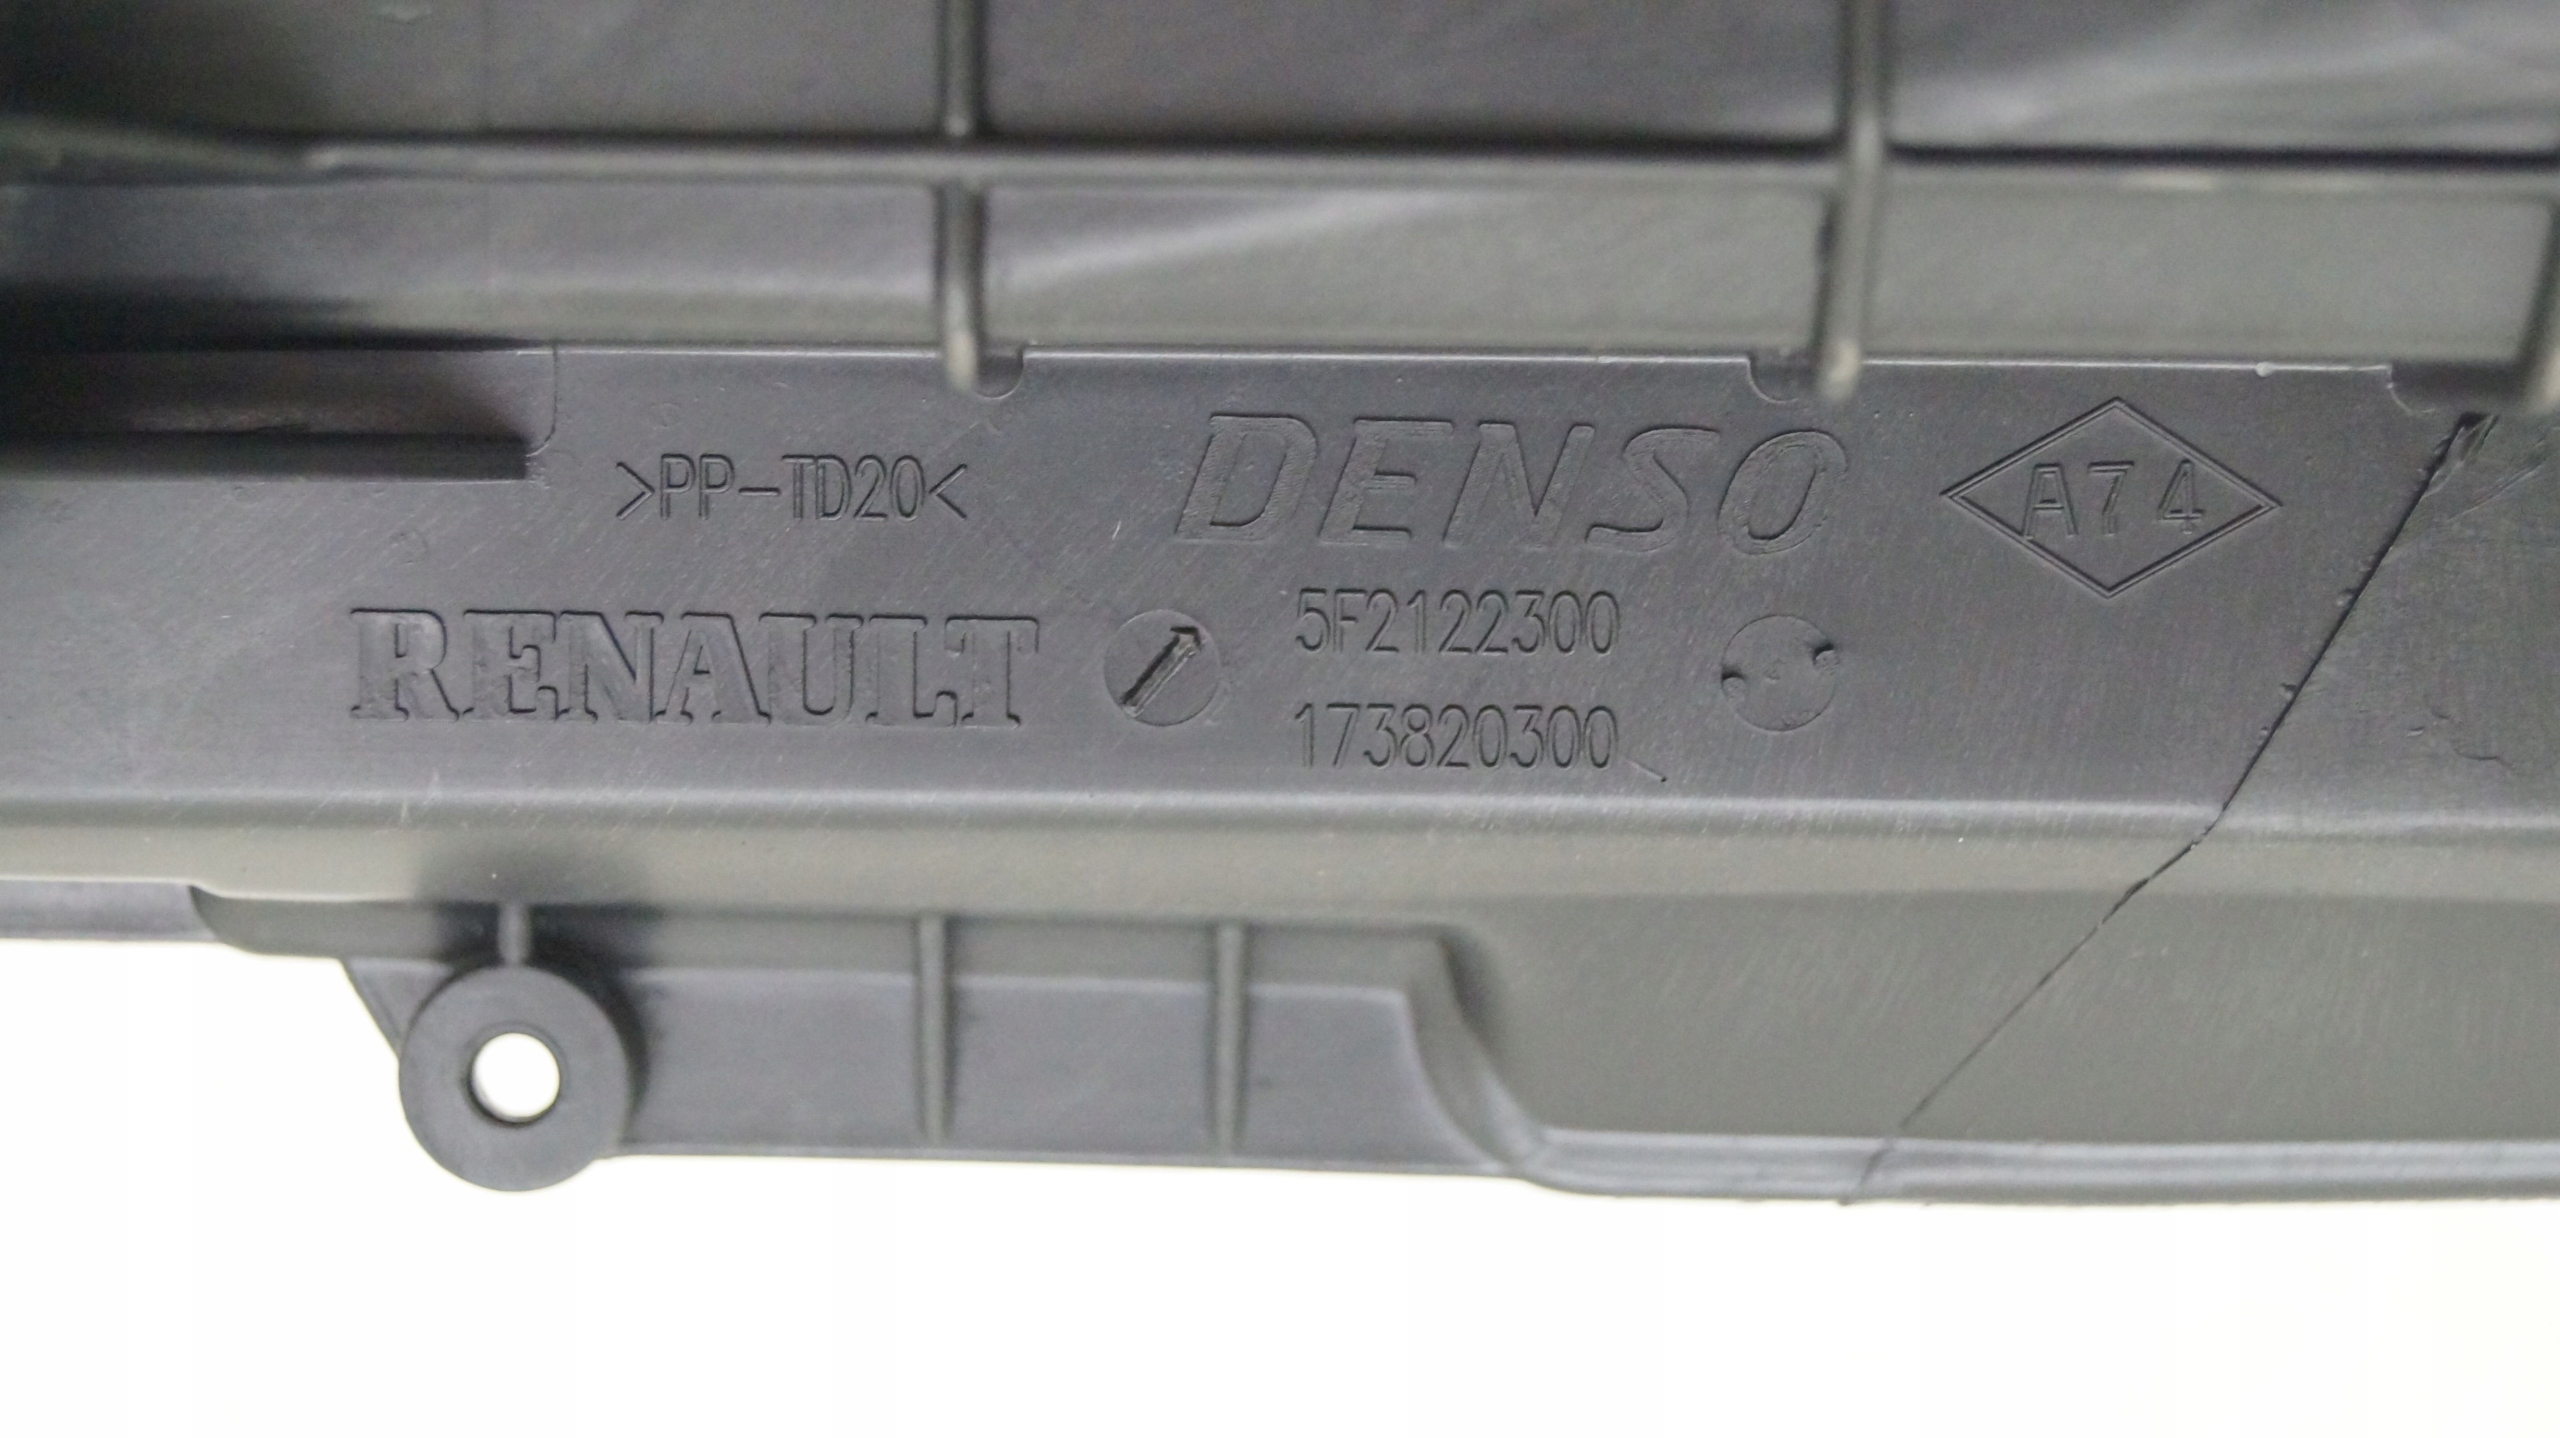 >PP-TD20<
DENSO
A74
RENAULT
5F2122300
173820300